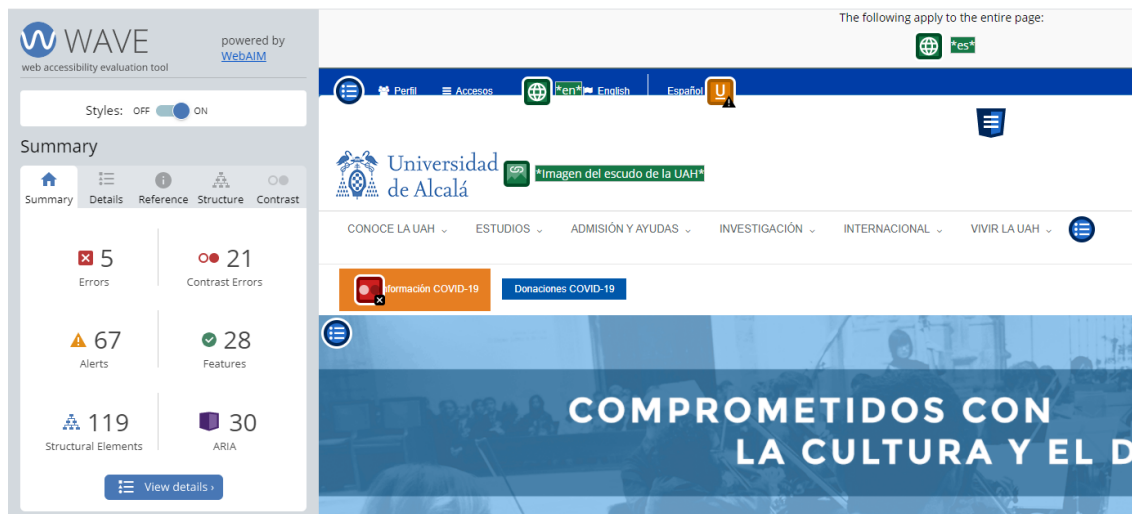 The following apply to the entire page:
*es*
WAVE
powered by
WebAIM
web accessibility evaluation tool
Styles: OFF ON
Summary
Summary Details Reference Structure Contrast
5
Errors
21
Contrast Errors
67
Alerts
28
Features
119
Structural Elements
30
ARIA
View details ›
Perfil Accesos *en* English Español
Universidad
de Alcalá
*Imagen del escudo de la UAH*
CONOCE LA UAH ESTUDIOS ADMISIÓN Y AYUDAS INVESTIGACIÓN INTERNACIONAL VIVIR LA UAH
COVID-19 Donaciones COVID-19
COMPROMETIDOS CON
LA CULTURA Y EL D